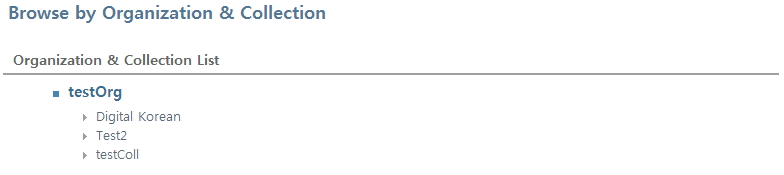 Browse by Organization & Collection
Organization & Collection List
testOrg
Digital Korean
Test2
testColl